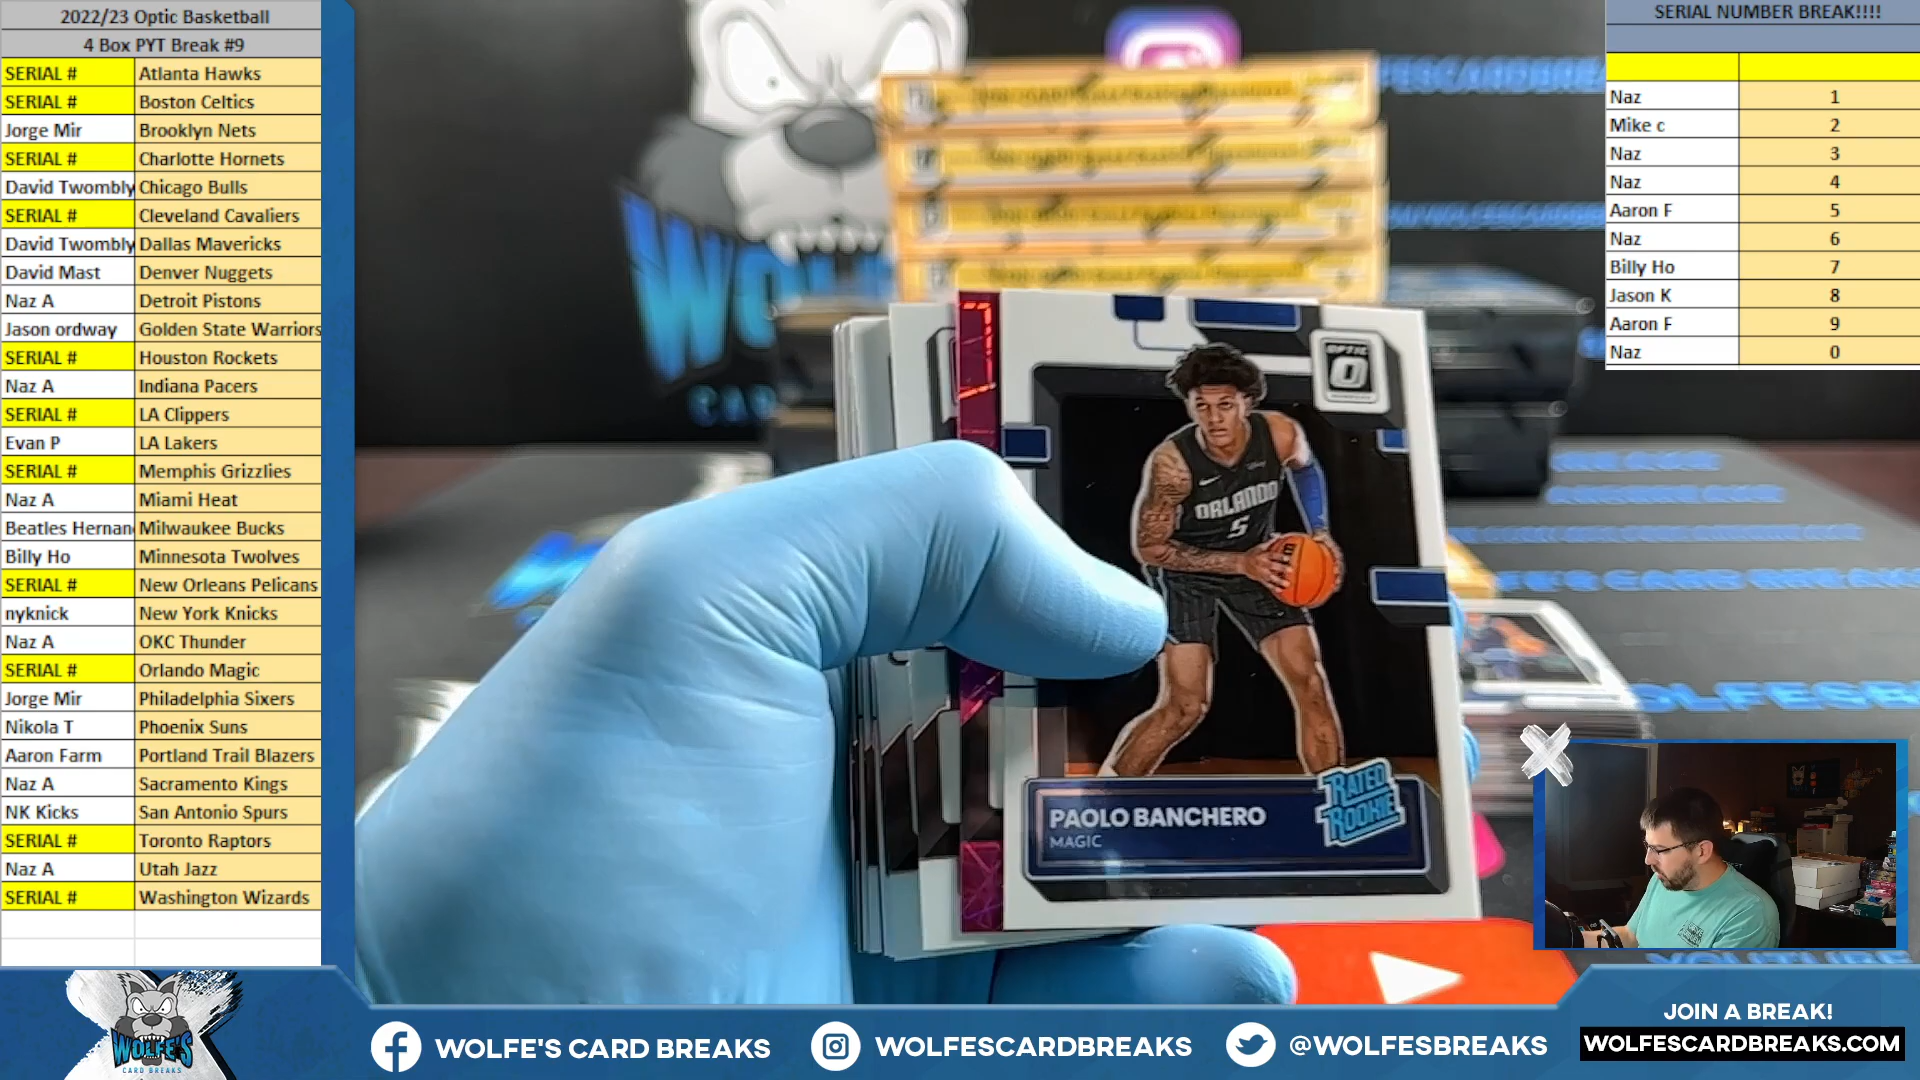 2022/23 Optic Basketball
4 Box PYT Break #9
SERIAL # Atlanta Hawks
SERIAL # Boston Celtics
Jorge Mir Brooklyn Nets
SERIAL # Charlotte Hornets
David Twombly Chicago Bulls
SERIAL # Cleveland Cavaliers
David Twombly Dallas Mavericks
David Mast Denver Nuggets
Naz A Detroit Pistons
Jason ordway Golden State Warriors
SERIAL # Houston Rockets
Naz A Indiana Pacers
SERIAL # LA Clippers
Evan P LA Lakers
SERIAL # Memphis Grizzlies
Naz A Miami Heat
Beatles Hernan Milwaukee Bucks
Billy Ho Minnesota Twolves
SERIAL # New Orleans Pelicans
nyknick New York Knicks
Naz A OKC Thunder
SERIAL # Orlando Magic
Jorge Mir Philadelphia Sixers
Nikola T Phoenix Suns
Aaron Farm Portland Trail Blazers
Naz A Sacramento Kings
NK Kicks San Antonio Spurs
SERIAL # Toronto Raptors
Naz A Utah Jazz
SERIAL # Washington Wizards
SERIAL NUMBER BREAK!!!!
Naz 1
Mike c 2
Naz 3
Naz 4
Aaron F 5
Naz 6
Billy Ho 7
Jason K 8
Aaron F 9
Naz 0
OPTIC
ORLANDO
5
PAOLO BANCHERO
MAGIC
RATED
ROOKIE
WOLFE'S
CARD BREAKS
WOLFE'S CARD BREAKS
WOLFESCARDBREAKS
@WOLFESBREAKS
JOIN A BREAK!
WOLFESCARDBREAKS.COM